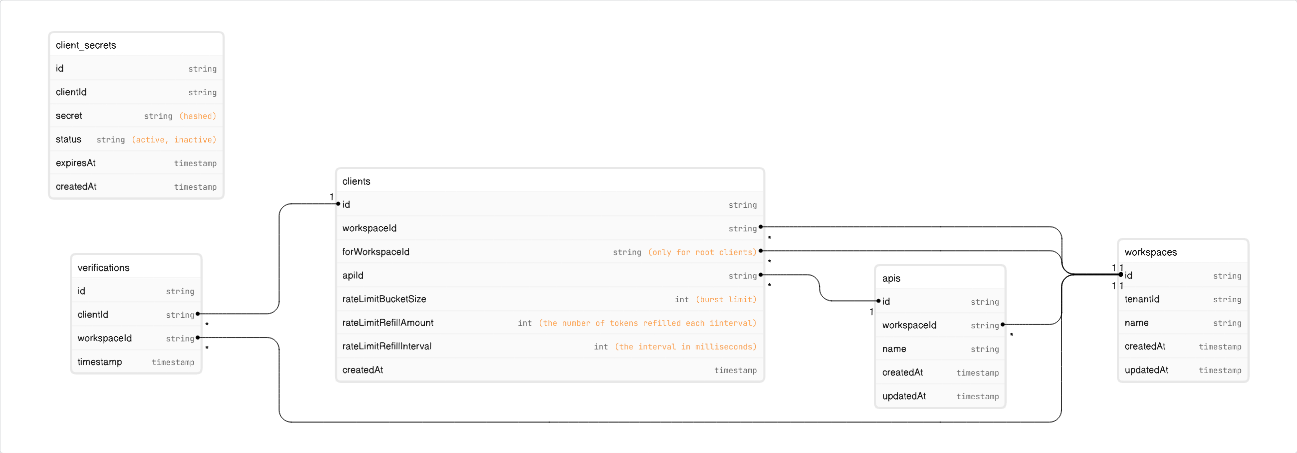 client_secrets
id string
clientId string
secret string (hashed)
status string (active, inactive)
expiresAt timestamp
createdAt timestamp
verifications
id string
clientId string
workspaceId string
timestamp timestamp
*
*
1
clients
id string
workspaceId string
forWorkspaceId string (only for root clients)
apiId string
rateLimitBucketSize int (burst limit)
rateLimitRefillAmount int (the number of tokens refilled each iinterval)
rateLimitRefillInterval int (the interval in milliseconds)
createdAt timestamp
*
*
*
1
apis
id string
workspaceId string
name string
createdAt timestamp
updatedAt timestamp
*
1 1
1 1
workspaces
id string
tenantId string
name string
createdAt timestamp
updatedAt timestamp